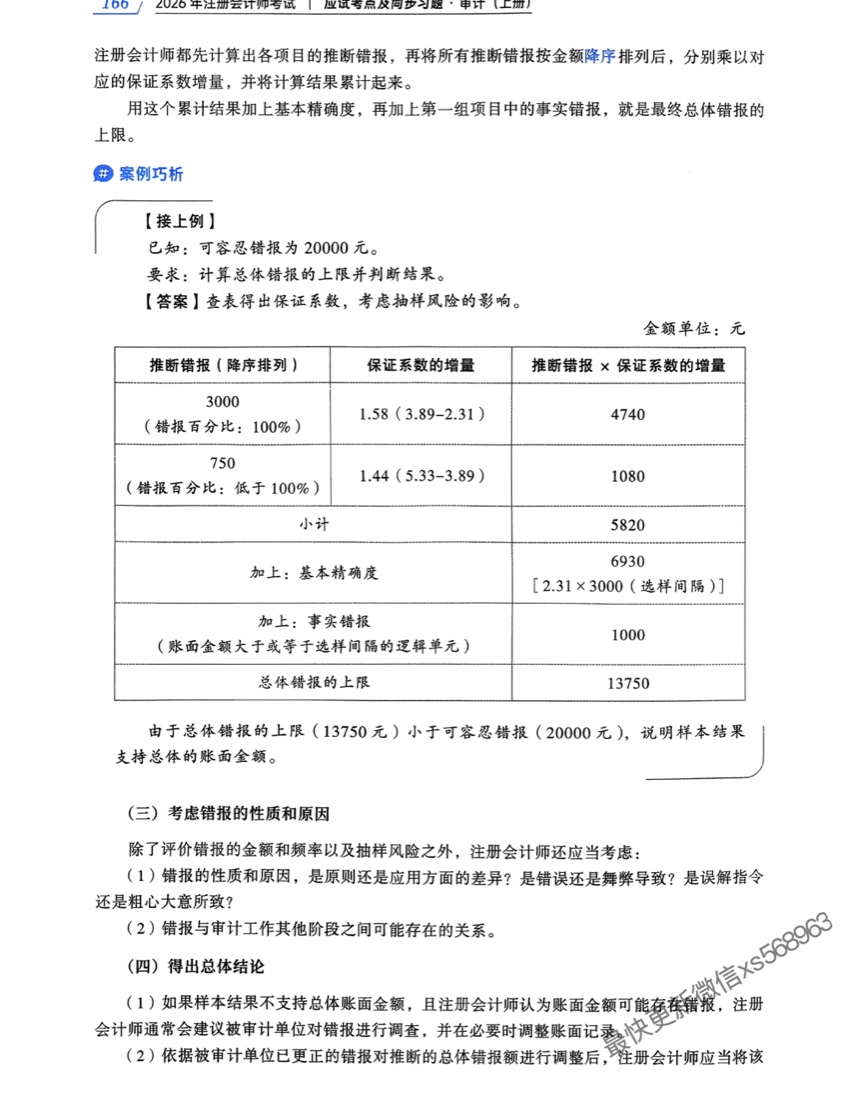 166 2026年注册会计师考试 | 应试考点及同步习题·审计（上册）
注册会计师都先计算出各项目的推断错报，再将所有推断错报按金额降序排列后，分别乘以对
应的保证系数增量，并将计算结果累计起来。
用这个累计结果加上基本精确度，再加上第一组项目中的事实错报，就是最终总体错报的
上限。
# 案例巧析
【接上例】
已知：可容忍错报为 20000 元。
要求：计算总体错报的上限并判断结果。
【答案】查表得出保证系数，考虑抽样风险的影响。
金额单位：元
推断错报（降序排列） 保证系数的增量 推断错报 × 保证系数的增量
3000
（错报百分比：100%） 1.58（3.89-2.31） 4740
750
（错报百分比：低于 100%） 1.44（5.33-3.89） 1080
小计 5820
加上：基本精确度 6930
[2.31×3000（选样间隔）]
加上：事实错报
（账面金额大于或等于选样间隔的逻辑单元） 1000
总体错报的上限 13750
由于总体错报的上限（13750 元）小于可容忍错报（20000 元），说明样本结果
支持总体的账面金额。
（三）考虑错报的性质和原因
除了评价错报的金额和频率以及抽样风险之外，注册会计师还应当考虑：
（1）错报的性质和原因，是原则还是应用方面的差异？是错误还是舞弊导致？是误解指令
还是粗心大意所致？
（2）错报与审计工作其他阶段之间可能存在的关系。
（四）得出总体结论
（1）如果样本结果不支持总体账面金额，且注册会计师认为账面金额可能存在错报，注册
会计师通常会建议被审计单位对错报进行调查，并在必要时调整账面记录。
（2）依据被审计单位已更正的错报对推断的总体错报额进行调整后，注册会计师应当将该
最快更新微信xs568963